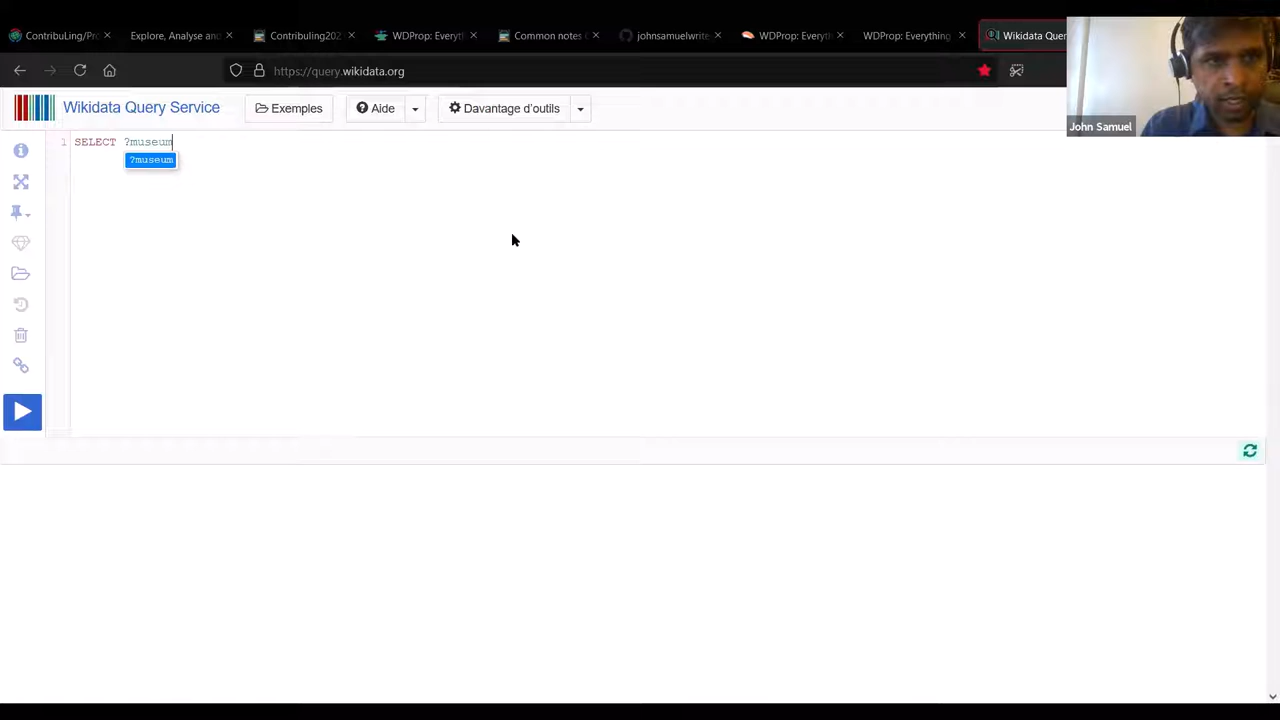 ContribuLing/Pro
Explore, Analyse and
Contribuling202
WDProp: Everyt
Common notes
johnsamuelwrite
WDProp: Everyt
WDProp: Everything
Wikidata Quer
https://query.wikidata.org
Wikidata Query Service
Exemples
Aide
Davantage d'outils
John Samuel
1 SELECT ?museum
?museum